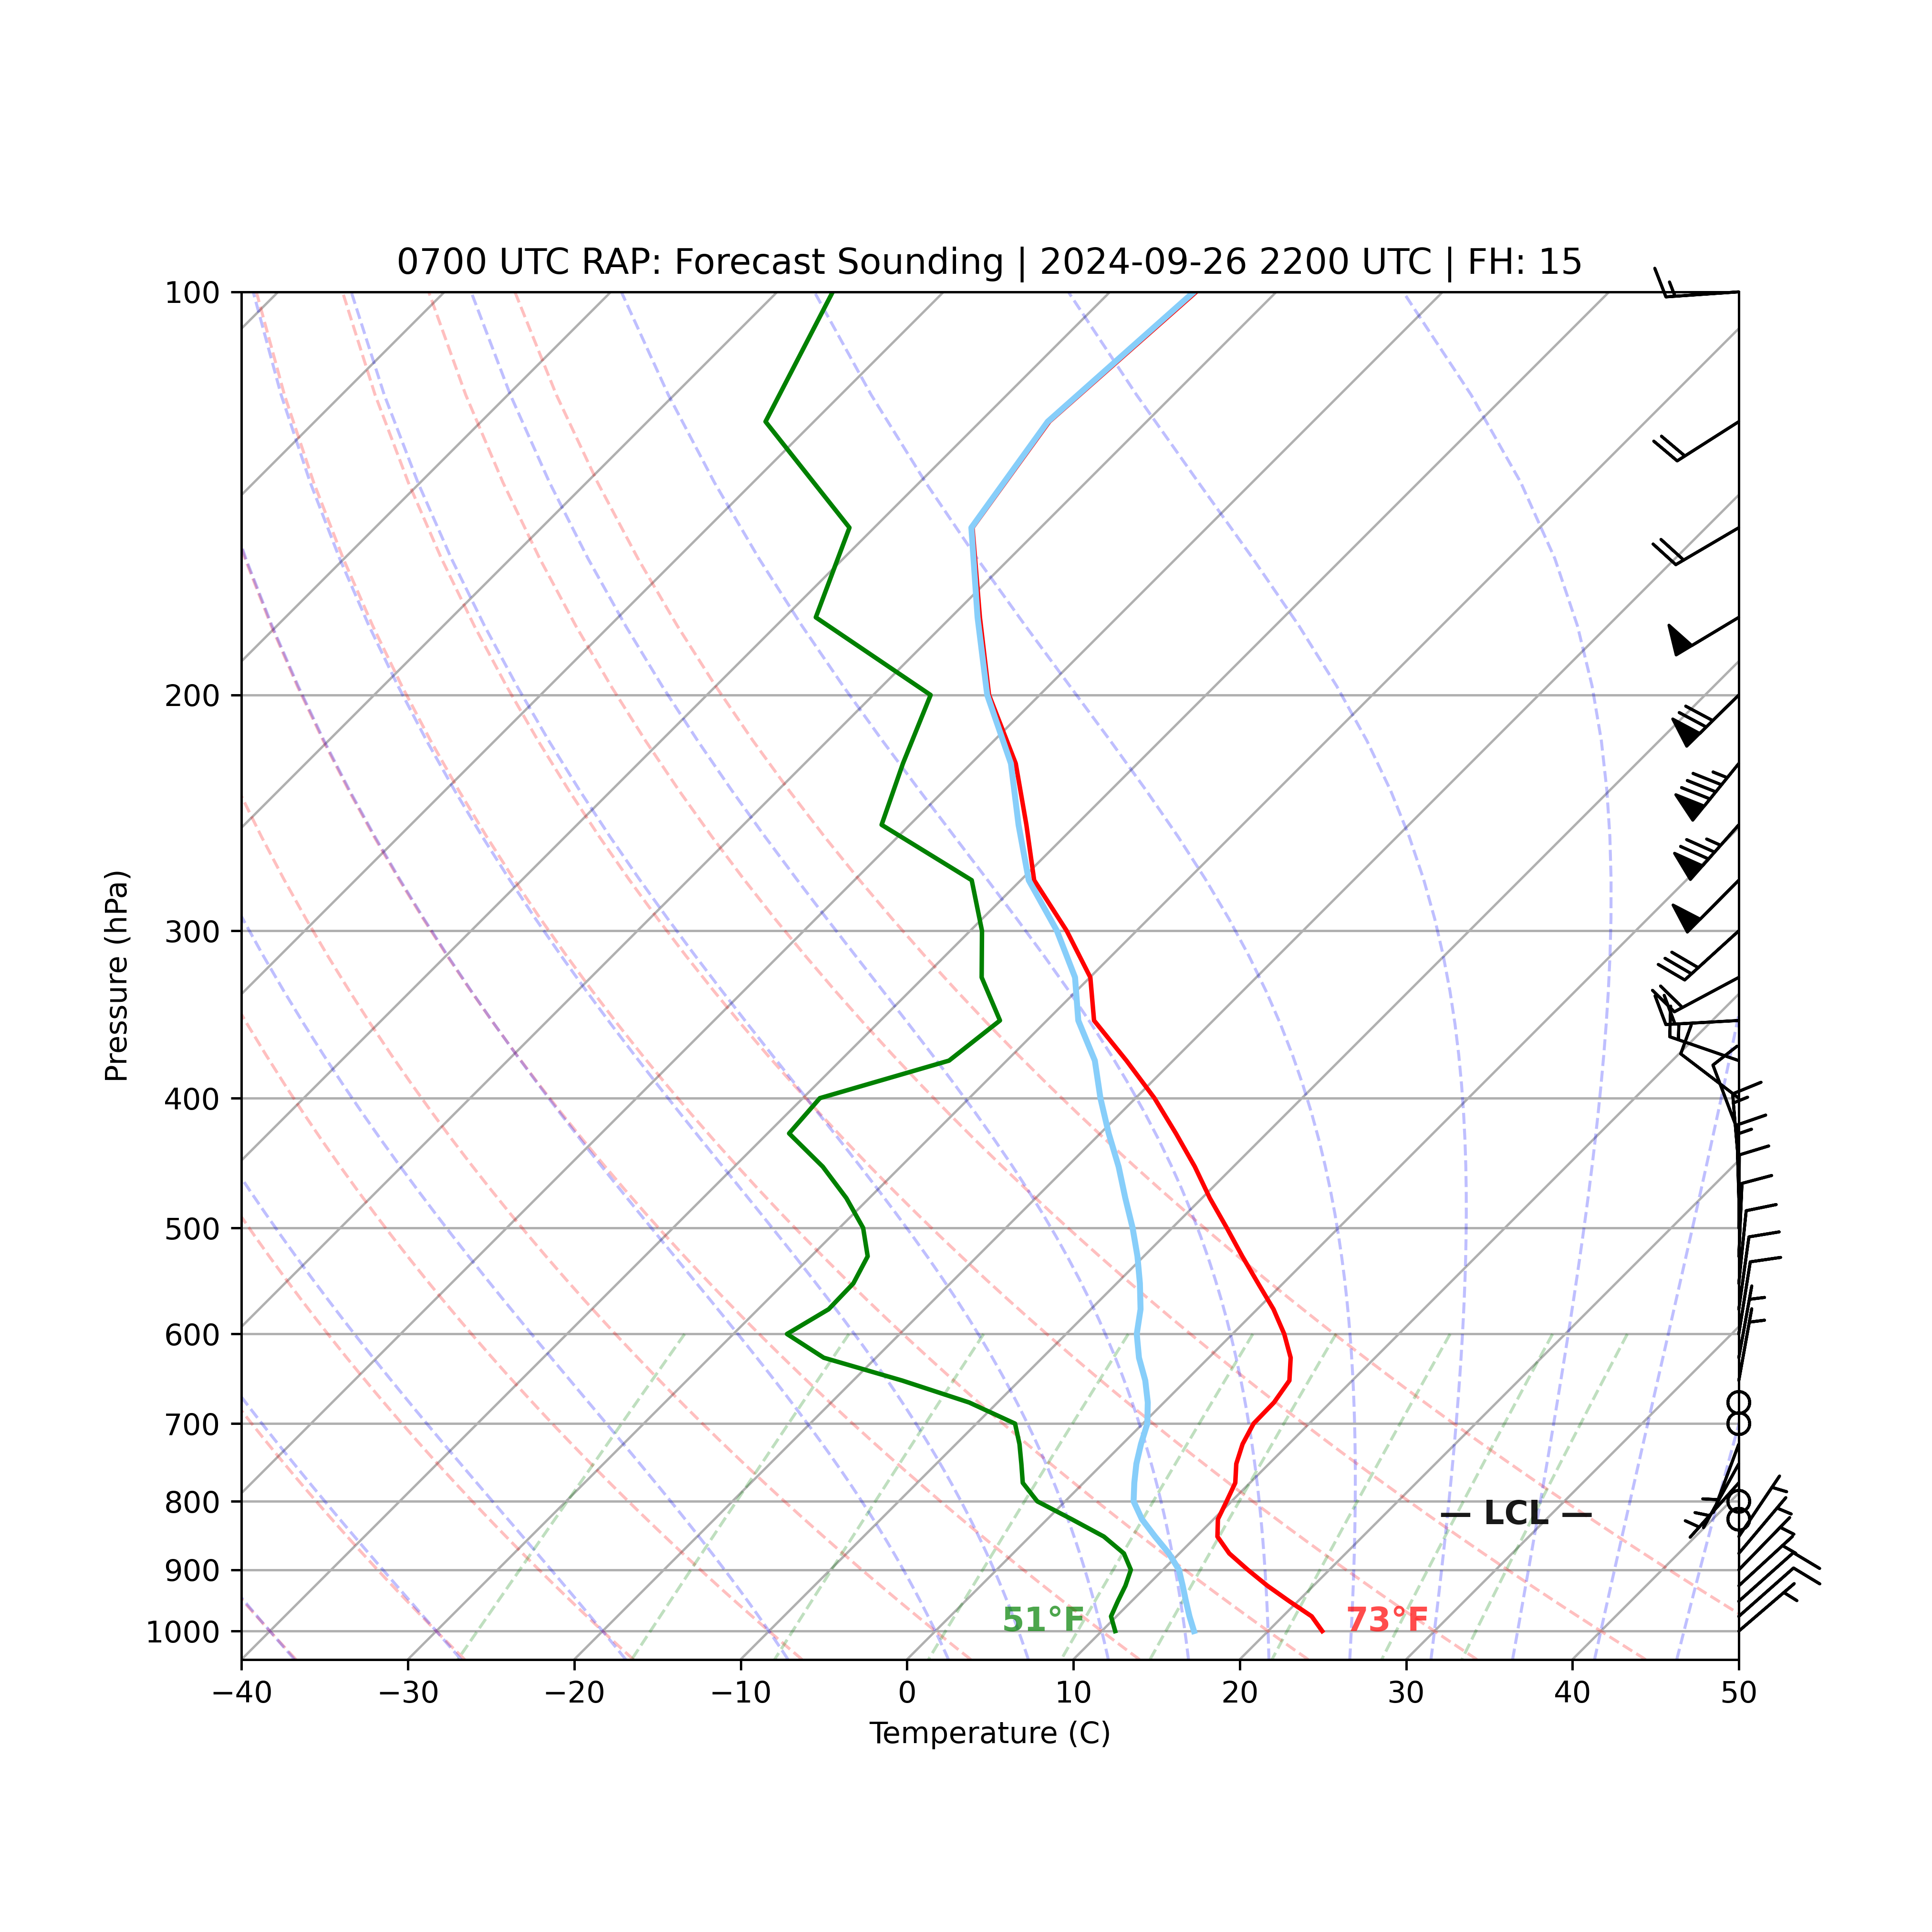 0700 UTC RAP: Forecast Sounding | 2024-09-26 2200 UTC | FH: 15
100
200
300
400
500
600
700
800
900
1000
Pressure (hPa)
— LCL —
51°F
73°F
−40 −30 −20 −10 0 10 20 30 40 50
Temperature (C)